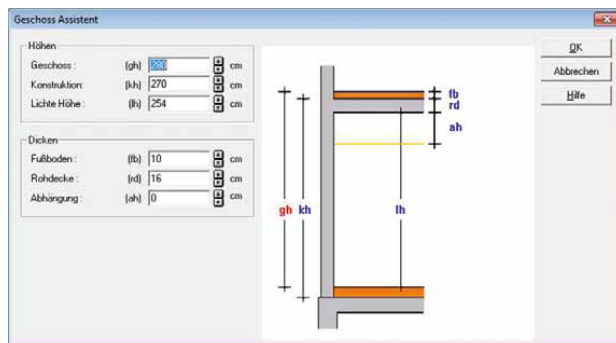 Geschoss Assistent
Höhen
Geschoss : (gh) 280 cm
Konstruktion: (kh) 270 cm
Lichte Höhe : (lh) 254 cm
Dicken
Fußboden : (fb) 10 cm
Rohdecke : (rd) 16 cm
Abhängung : (ah) 0 cm
fb
rd
ah
gh kh lh
OK
Abbrechen
Hilfe